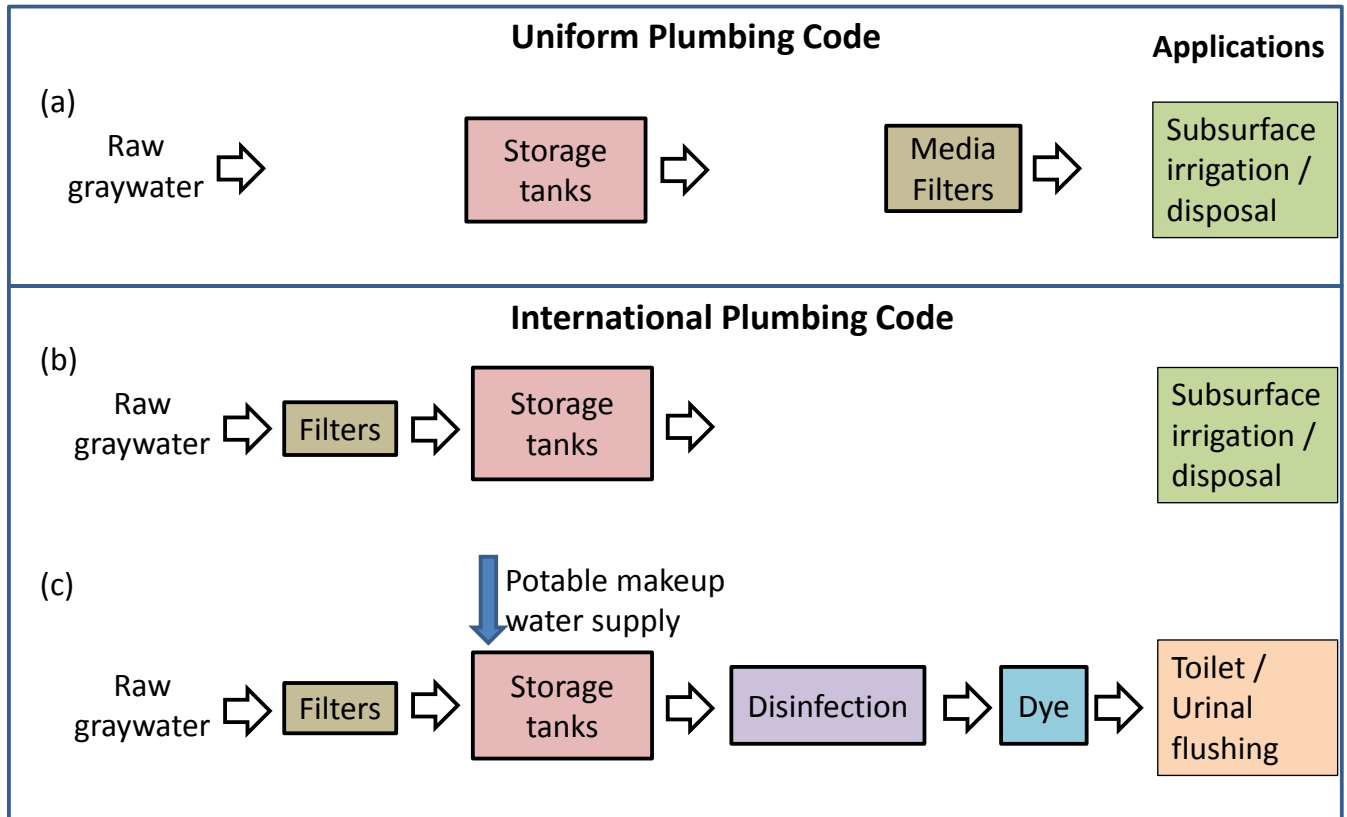 Uniform Plumbing Code
Applications
(a)
Raw
graywater
Storage
tanks
Media
Filters
Subsurface
irrigation /
disposal
International Plumbing Code
(b)
Raw
graywater
Filters
Storage
tanks
Subsurface
irrigation /
disposal
(c)
Potable makeup
water supply
Raw
graywater
Filters
Storage
tanks
Disinfection
Dye
Toilet /
Urinal
flushing